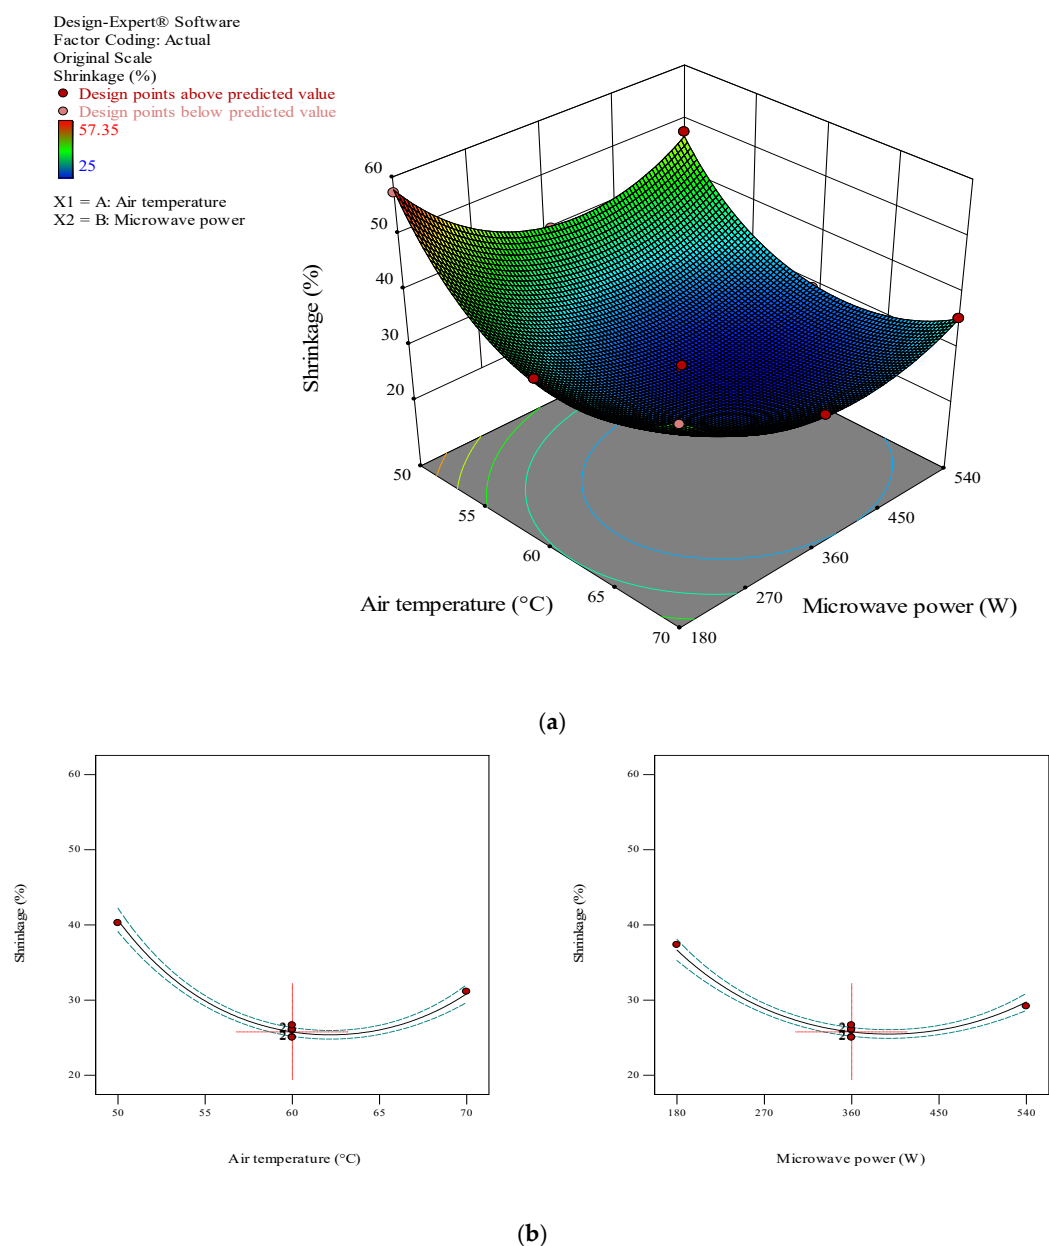 Design-Expert® Software
Factor Coding: Actual
Original Scale
Shrinkage (%)
Design points above predicted value
Design points below predicted value
57.35
25
X1 = A: Air temperature
X2 = B: Microwave power
60
50
40
30
20
Shrinkage (%)
50
55
60
65
70
180
270
360
450
540
Air temperature (°C)
Microwave power (W)
(a)
60
50
40
30
20
Shrinkage (%)
2
2
50
55
60
65
70
Air temperature (°C)
60
50
40
30
20
Shrinkage (%)
2
2
180
270
360
450
540
Microwave power (W)
(b)